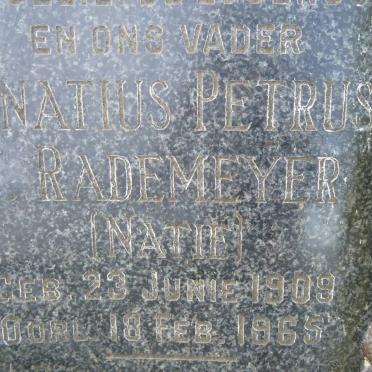 EN ONS VADER
NATIUS PETRUS
RADEMEYER
(NATIE)
GEB 23 JUNIE 1909
OORL 18 FEB. 1965